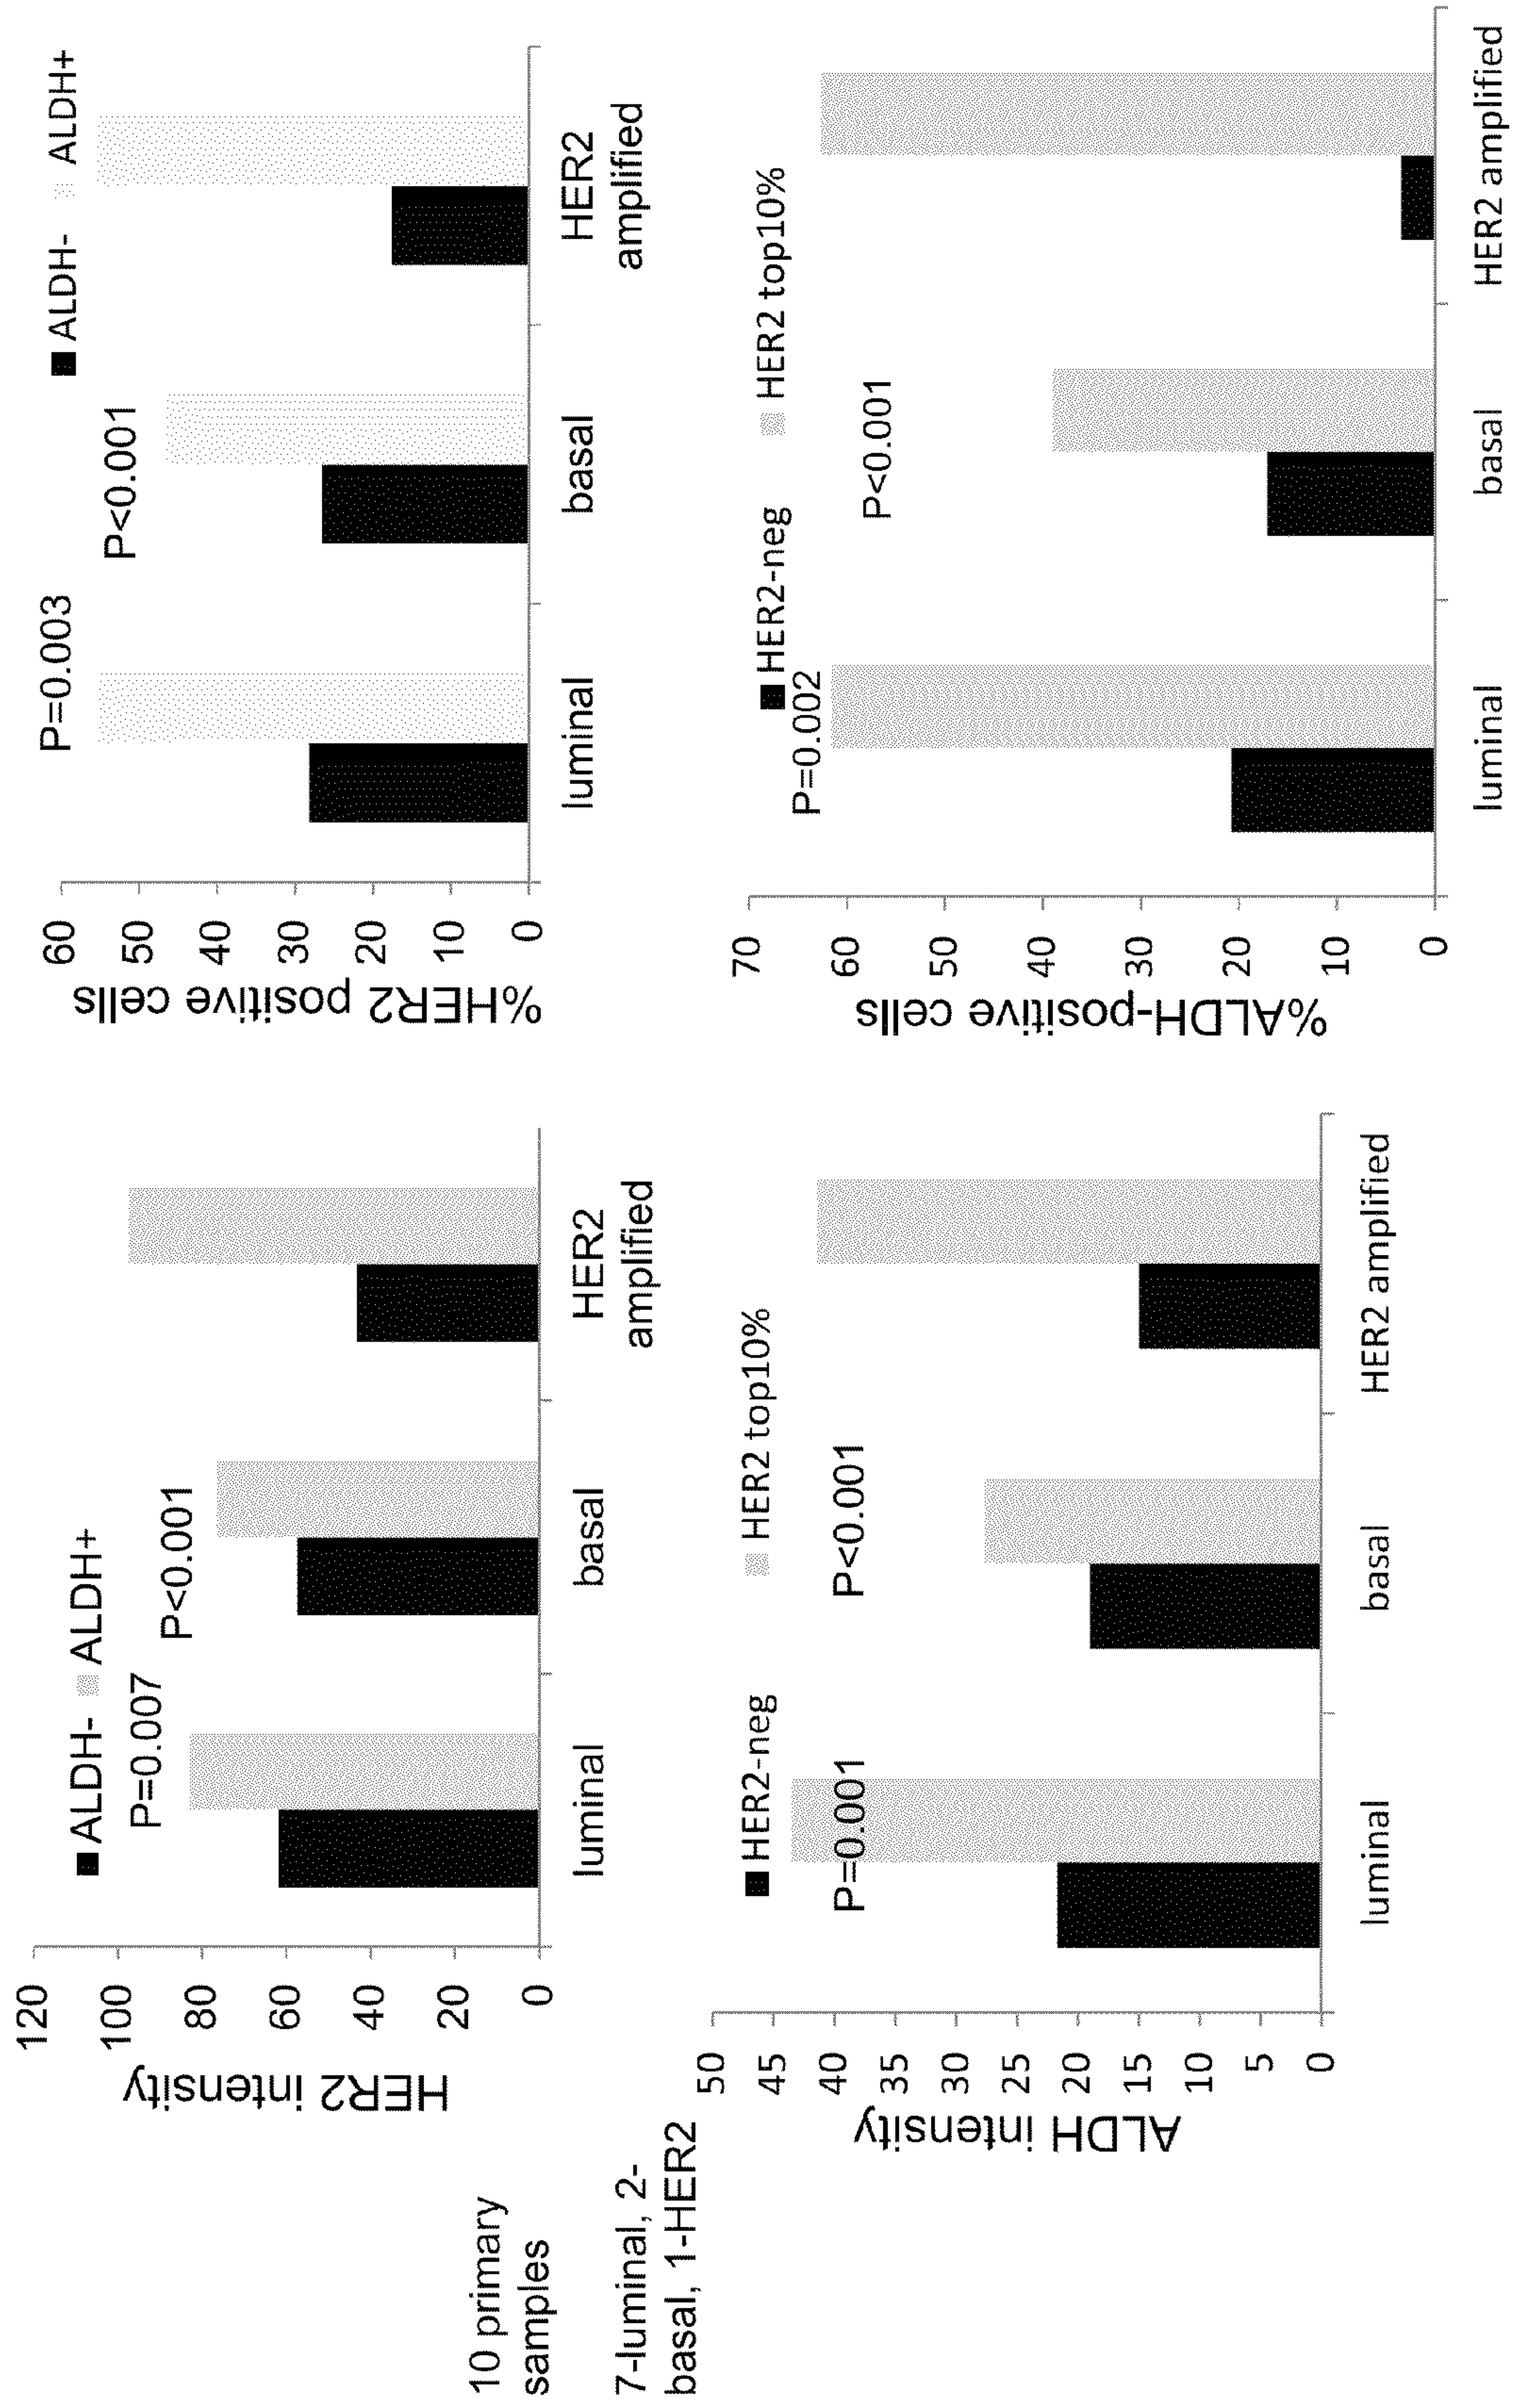 10 primary
samples
7-luminal, 2-
basal, 1-HER2
HER2 intensity
120
100
80
60
40
20
0
ALDH- ALDH+
P=0.007
P<0.001
luminal
basal
HER2
amplified
%HER2 positive cells
60
50
40
30
20
10
0
ALDH- ALDH+
P=0.003
P<0.001
luminal
basal
HER2
amplified
ALDH intensity
50
45
40
35
30
25
20
15
10
5
0
HER2-neg HER2 top10%
P=0.001
P<0.001
luminal
basal
HER2 amplified
%ALDH-positive cells
70
60
50
40
30
20
10
0
HER2-neg HER2 top10%
P=0.002
P<0.001
luminal
basal
HER2 amplified